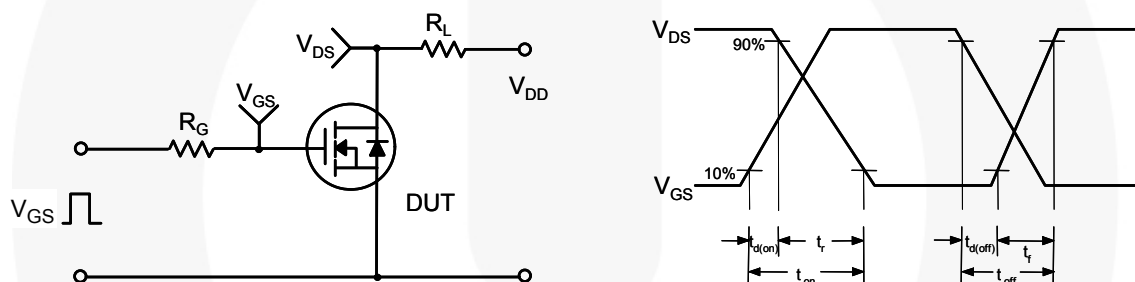 V_DS
R_L
V_DD
V_GS
R_G
V_GS
DUT
V_DS
90%
10%
V_GS
t_d(on)
t_r
t_d(off)
t_f
t_on
t_off